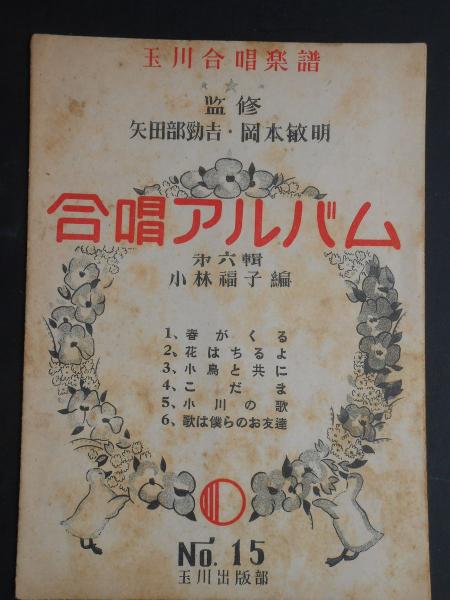 玉川合唱楽譜
監修
矢田部勁吉・岡本敏明
合唱アルバム
第六輯
小林福子編
1、春がくる
2、花はちるよ
3、小鳥と共に
4、こだま
5、小川の歌
6、歌は僕らのお友達
No. 15
玉川出版部